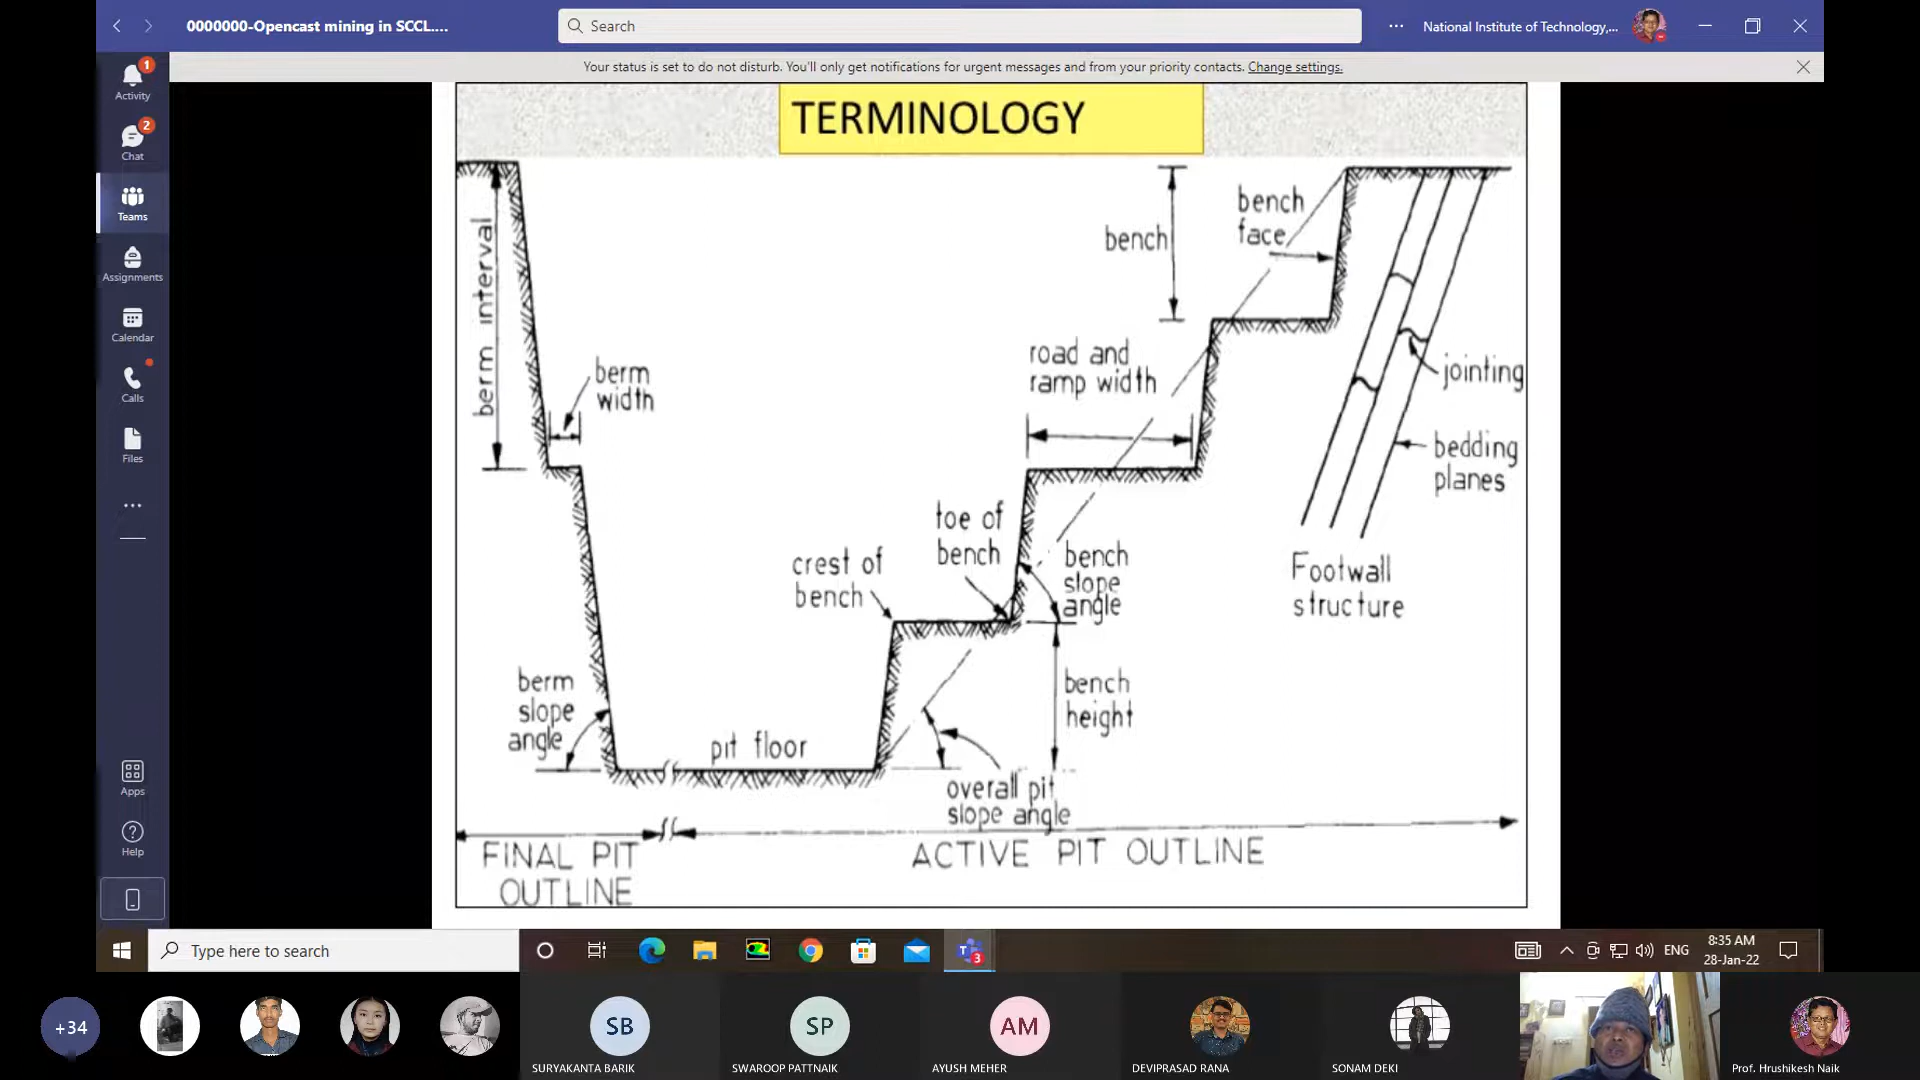 0000000-Opencast mining in SCCL....
Search
National Institute of Technology,...
Your status is set to do not disturb. You'll only get notifications for urgent messages and from your priority contacts. Change settings.
1
Activity
2
Chat
Teams
Assignments
Calendar
Calls
Files
Apps
Help
TERMINOLOGY
berm interval
berm
width
bench
bench
face
road and
ramp width
jointing
bedding
planes
toe of
bench
crest of
bench
bench
slope
angle
Footwall
structure
berm
slope
angle
bench
height
pit floor
overall pit
slope angle
FINAL PIT
OUTLINE
ACTIVE PIT OUTLINE
Type here to search
3
ENG
8:35 AM
28-Jan-22
+34
SB
SURYAKANTA BARIK
SP
SWAROOP PATTNAIK
AM
AYUSH MEHER
DEVIPRASAD RANA
SONAM DEKI
Prof. Hrushikesh Naik